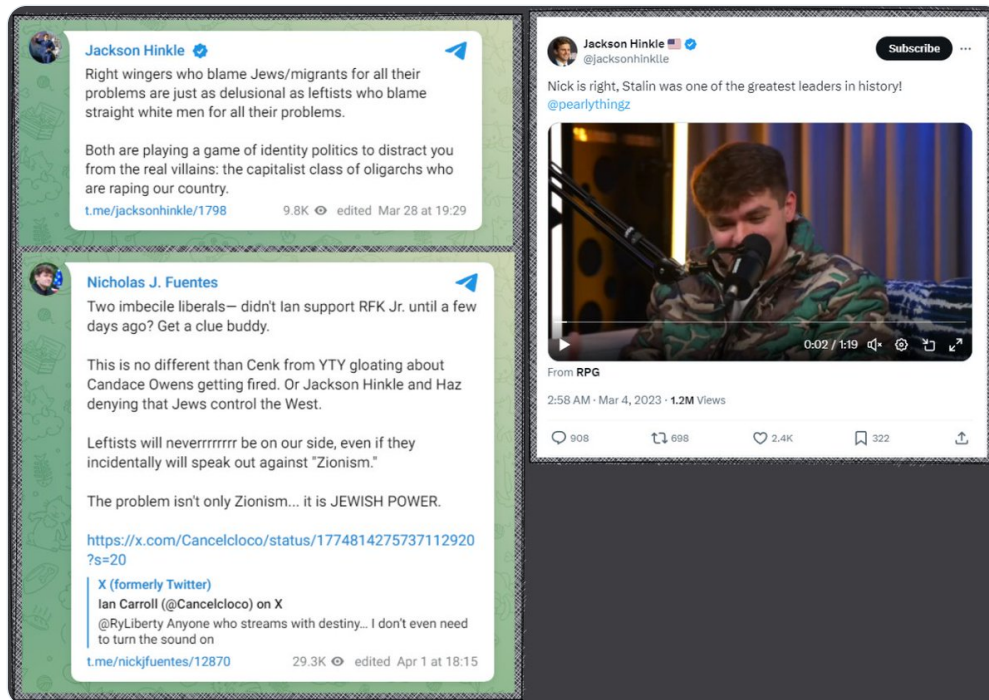 Jackson Hinkle
Right wingers who blame Jews/migrants for all their
problems are just as delusional as leftists who blame
straight white men for all their problems.
Both are playing a game of identity politics to distract you
from the real villains: the capitalist class of oligarchs who
are raping our country.
t.me/jacksonhinkle/1798 9.8K edited Mar 28 at 19:29
Nicholas J. Fuentes
Two imbecile liberals— didn't Ian support RFK Jr. until a few
days ago? Get a clue buddy.
This is no different than Cenk from YTY gloating about
Candace Owens getting fired. Or Jackson Hinkle and Haz
denying that Jews control the West.
Leftists will neverrrrrrr be on our side, even if they
incidentally will speak out against "Zionism."
The problem isn't only Zionism... it is JEWISH POWER.
https://x.com/Cancelcloco/status/1774814275737112920
?s=20
X (formerly Twitter)
Ian Carroll (@Cancelcloco) on X
@RyLiberty Anyone who streams with destiny... I don't even need
to turn the sound on
t.me/nickjfuentes/12870 29.3K edited Apr 1 at 18:15
Jackson Hinkle
@jacksonhinklle
Subscribe
Nick is right, Stalin was one of the greatest leaders in history!
@pearlythingz
0:02 / 1:19
From RPG
2:58 AM · Mar 4, 2023 · 1.2M Views
908 698 2.4K 322